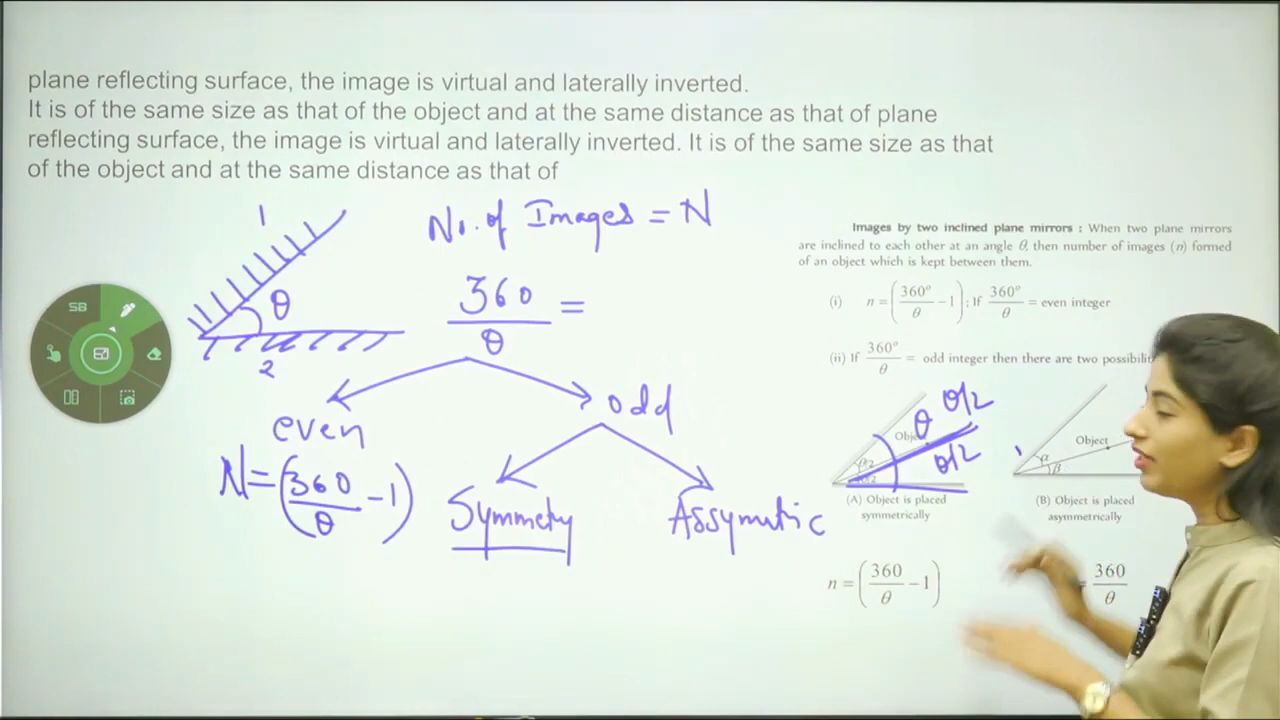 plane reflecting surface, the image is virtual and laterally inverted.
It is of the same size as that of the object and at the same distance as that of plane
reflecting surface, the image is virtual and laterally inverted. It is of the same size as that
of the object and at the same distance as that of
No. of Images = N
1
θ
2
360/θ =
even
odd
N = (360/θ - 1)
Symmety
Assymutic
SB
Images by two inclined plane mirrors : When two plane mirrors
are inclined to each other at an angle θ, then number of images (n) formed
of an object which is kept between them.
(i) n = (360°/θ - 1); If 360°/θ = even integer
(ii) If 360°/θ = odd integer then there are two
θ θ/2
θ/2
Object
α
β
(A) Object is placed
symmetrically
(B) Object is placed
asymmetrically
n = (360/θ - 1)
= 360/θ